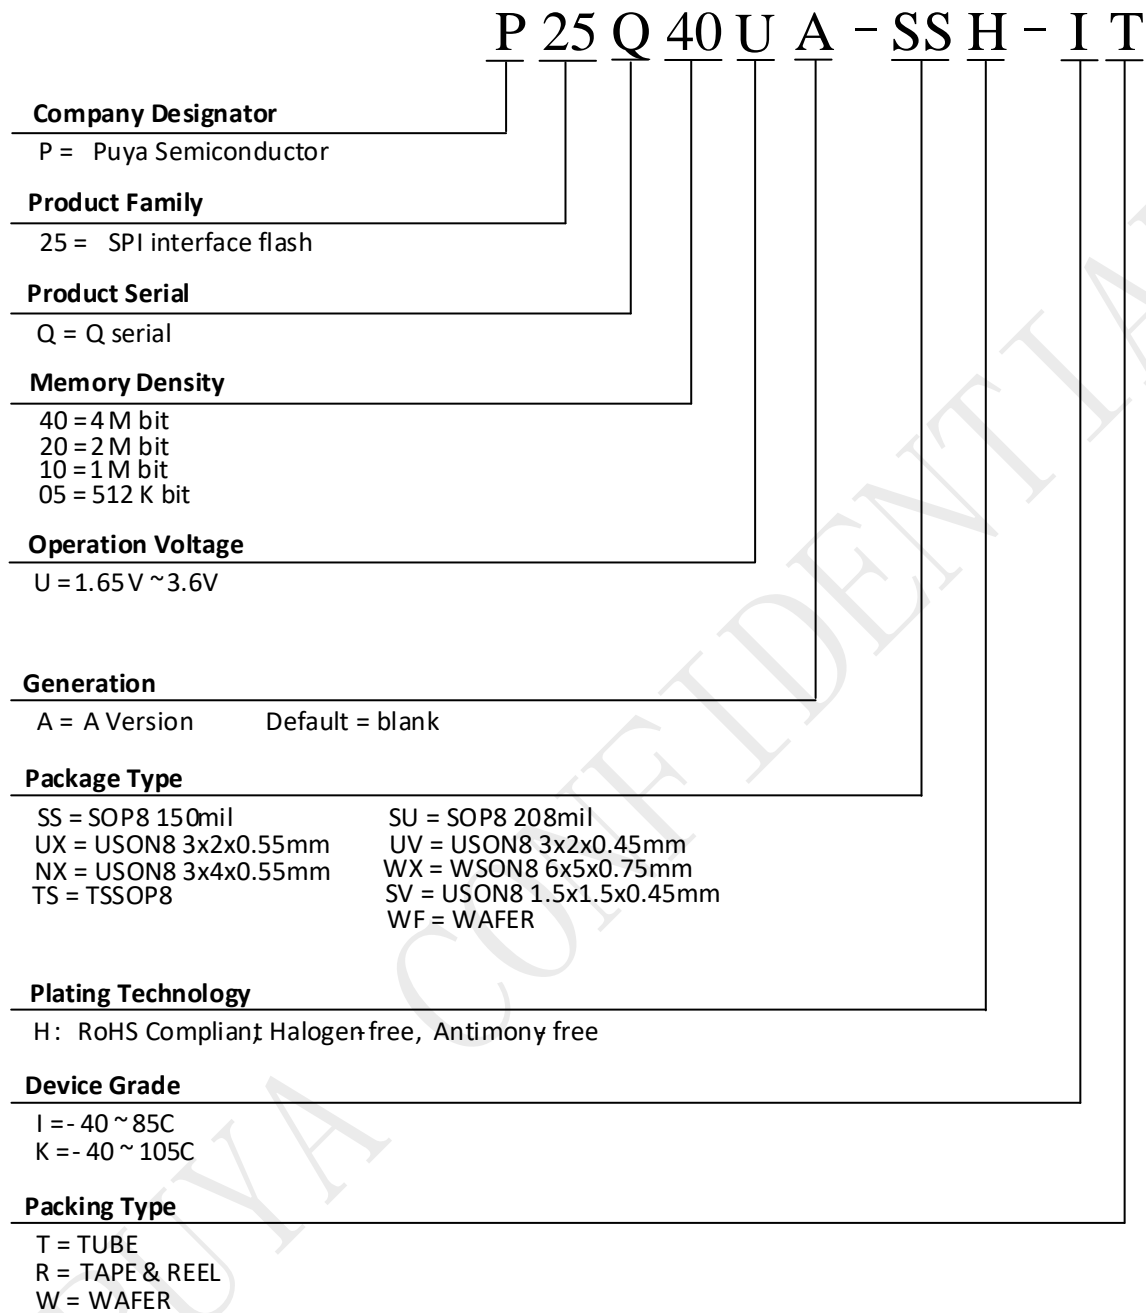 P 25 Q 40 U A - SS H - I T
Company Designator
P = Puya Semiconductor
Product Family
25 = SPI interface flash
Product Serial
Q = Q serial
Memory Density
40 = 4 M bit
20 = 2 M bit
10 = 1 M bit
05 = 512 K bit
Operation Voltage
U = 1.65 V ~ 3.6V
Generation
A = A Version Default = blank
Package Type
SS = SOP8 150mil SU = SOP8 208mil
UX = USON8 3x2x0.55mm UV = USON8 3x2x0.45mm
NX = USON8 3x4x0.55mm WX = WSON8 6x5x0.75mm
TS = TSSOP8 SV = USON8 1.5x1.5x0.45mm
WF = WAFER
Plating Technology
H: RoHS Compliant, Halogen-free, Antimony-free
Device Grade
I = - 40 ~ 85C
K = - 40 ~ 105C
Packing Type
T = TUBE
R = TAPE & REEL
W = WAFER
PUYA CONFIDENTIA